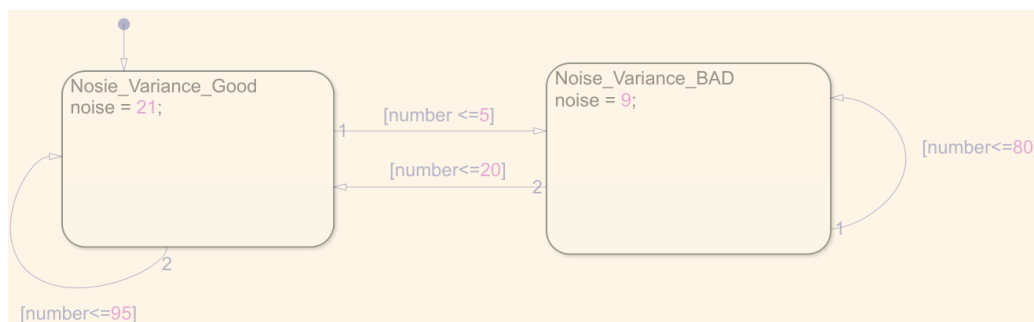 Nosie_Variance_Good
noise = 21;
Noise_Variance_BAD
noise = 9;
[number <=5]
1
[number<=20]
2
[number<=80
1
2
[number<=95]